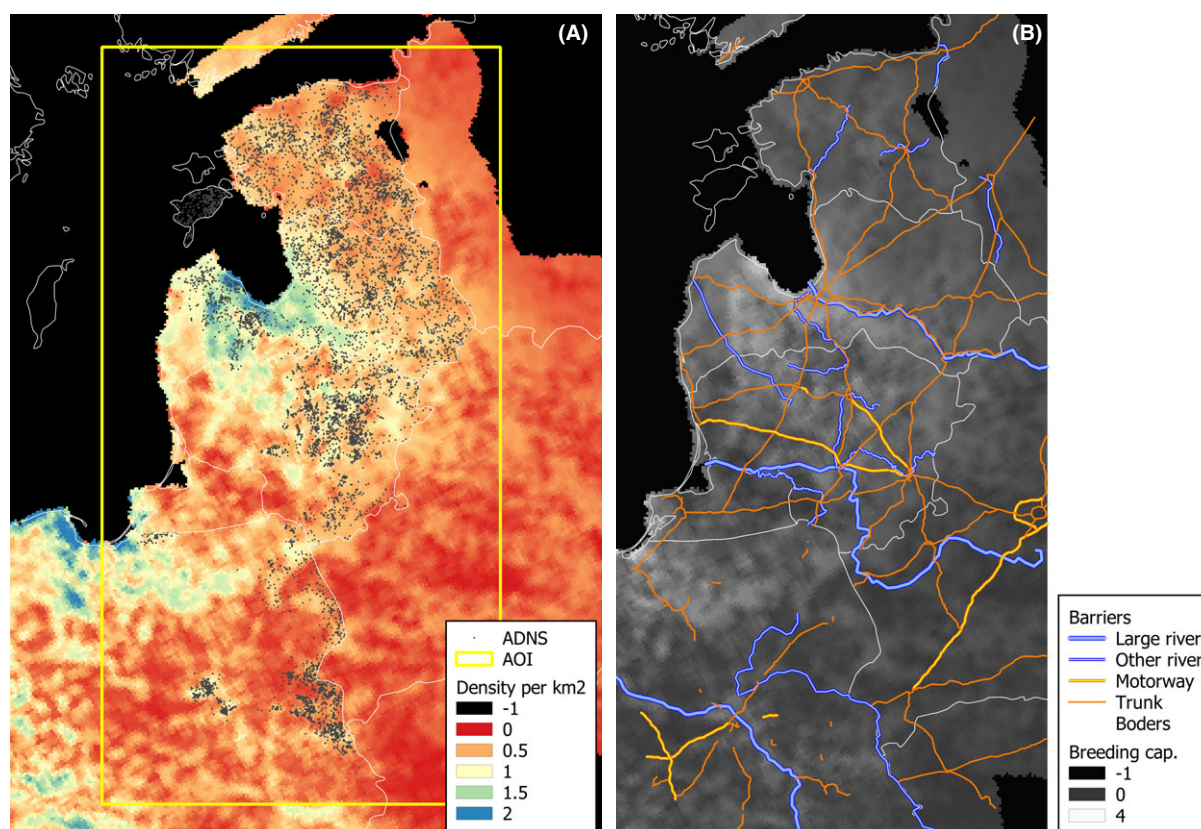 (A)
ADNS
AOI
Density per km2
-1
0
0.5
1
1.5
2
(B)
Barriers
Large river
Other river
Motorway
Trunk
Boders
Breeding cap.
-1
0
4